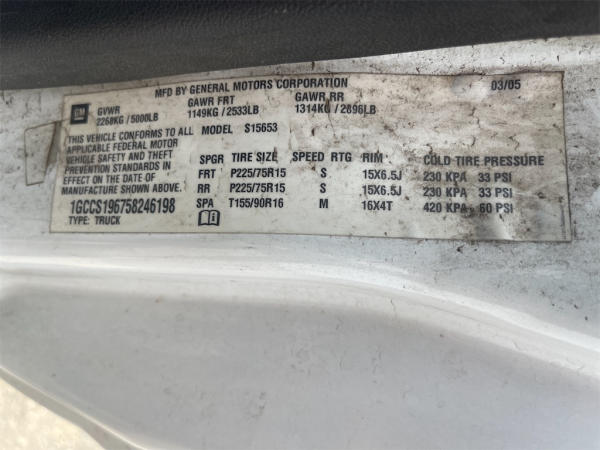 MFD BY GENERAL MOTORS CORPORATION 03/05
GM GVWR GAWR FRT GAWR RR
2268KG/5000LB 1149KG/2533LB 1314KG/2896LB
THIS VEHICLE CONFORMS TO ALL MODEL S15653
APPLICABLE FEDERAL MOTOR
VEHICLE SAFETY AND THEFT
PREVENTION STANDARDS IN
EFFECT ON THE DATE OF
MANUFACTURE SHOWN ABOVE.
1GCCS196758246198
TYPE: TRUCK
SPGR TIRE SIZE SPEED RTG RIM COLD TIRE PRESSURE
FRT P225/75R15 S 15X6.5J 230 KPA 33 PSI
RR P225/75R15 S 15X6.5J 230 KPA 33 PSI
SPA T155/90R16 M 16X4T 420 KPA 60 PSI